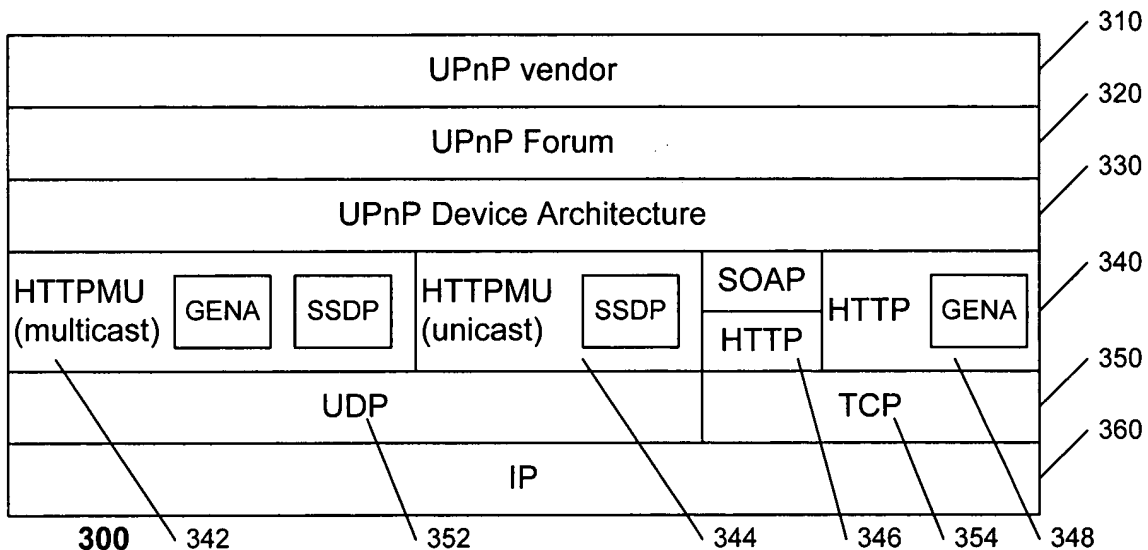 UPnP vendor
310
UPnP Forum
320
UPnP Device Architecture
330
HTTPMU
(multicast)
GENA
SSDP
HTTPMU
(unicast)
SSDP
SOAP
HTTP
HTTP
GENA
340
UDP
TCP
350
IP
360
300
342
352
344
346
354
348